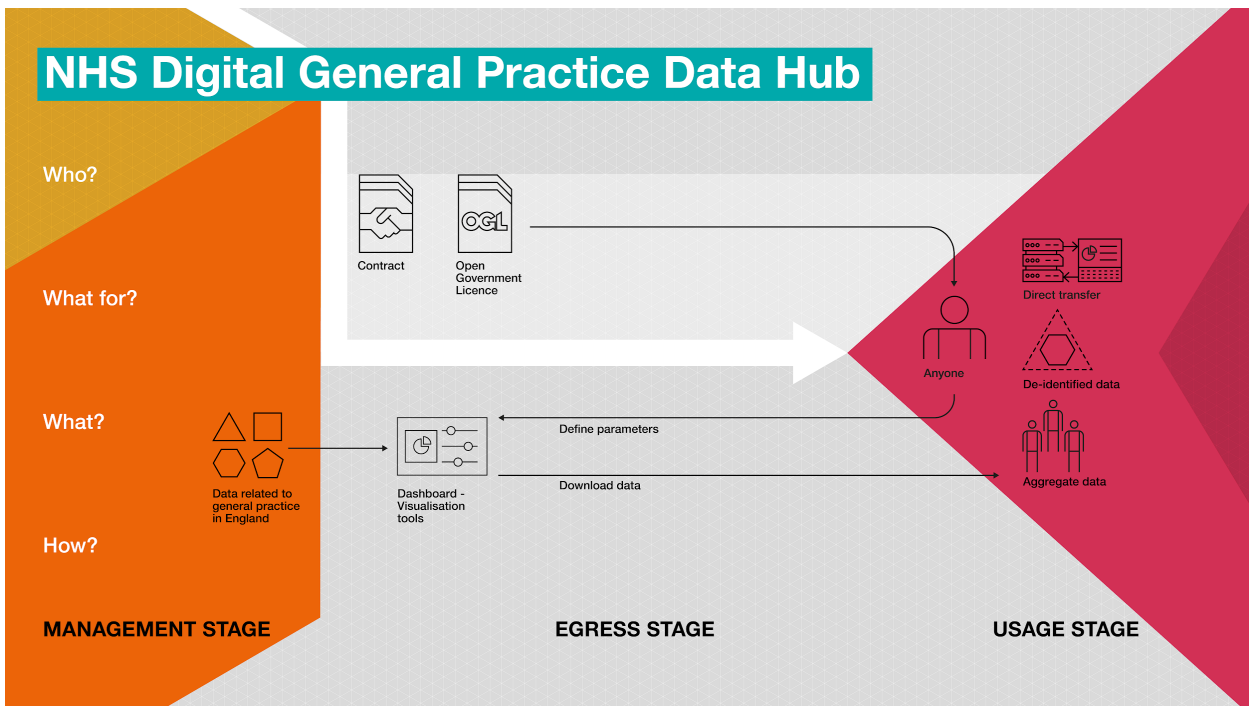 NHS Digital General Practice Data Hub
Who?
Contract
OGL
Open
Government
Licence
Direct transfer
What for?
Anyone
De-identified data
What?
Define parameters
Download data
Aggregate data
Data related to
general practice
in England
Dashboard -
Visualisation
tools
How?
MANAGEMENT STAGE
EGRESS STAGE
USAGE STAGE